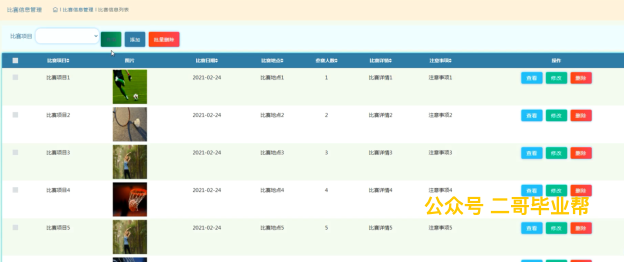 比赛信息管理 / 比赛信息管理 / 比赛信息列表
比赛项目 添加 批量删除
比赛项目 照片 比赛日期 比赛地点 参赛人数 比赛详情 注意事项 操作
比赛项目1 2021-02-24 比赛地点1 1 比赛详情1 注意事项1 查看 修改 删除
比赛项目2 2021-02-24 比赛地点2 2 比赛详情2 注意事项2 查看 修改 删除
比赛项目3 2021-02-24 比赛地点3 3 比赛详情3 注意事项3 查看 修改 删除
比赛项目4 2021-02-24 比赛地点4 4 比赛详情4 注意事项4 查看 修改 删除
公众号 二哥毕业帮
比赛项目5 2021-02-24 比赛地点5 5 比赛详情5 注意事项5 查看 修改 删除